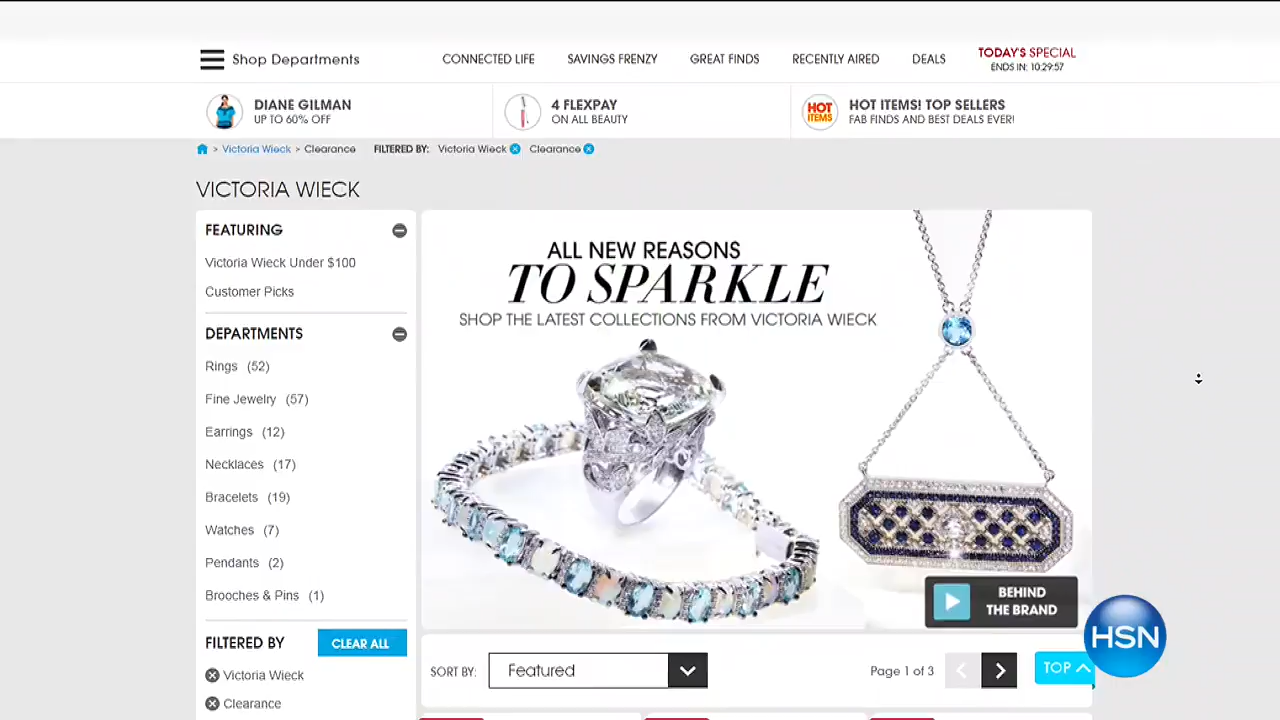 Shop Departments
CONNECTED LIFE
SAVINGS FRENZY
GREAT FINDS
RECENTLY AIRED
DEALS
TODAY'S SPECIAL
ENDS IN: 10:29:57
DIANE GILMAN
UP TO 60% OFF
4 FLEXPAY
ON ALL BEAUTY
HOT ITEMS
HOT ITEMS! TOP SELLERS
FAB FINDS AND BEST DEALS EVER!
> Victoria Wieck > Clearance FILTERED BY: Victoria Wieck Clearance
VICTORIA WIECK
FEATURING
Victoria Wieck Under $100
Customer Picks
DEPARTMENTS
Rings (52)
Fine Jewelry (57)
Earrings (12)
Necklaces (17)
Bracelets (19)
Watches (7)
Pendants (2)
Brooches & Pins (1)
FILTERED BY CLEAR ALL
Victoria Wieck
Clearance
ALL NEW REASONS
TO SPARKLE
SHOP THE LATEST COLLECTIONS FROM VICTORIA WIECK
BEHIND
THE BRAND
SORT BY: Featured
Page 1 of 3
TOP
HSN